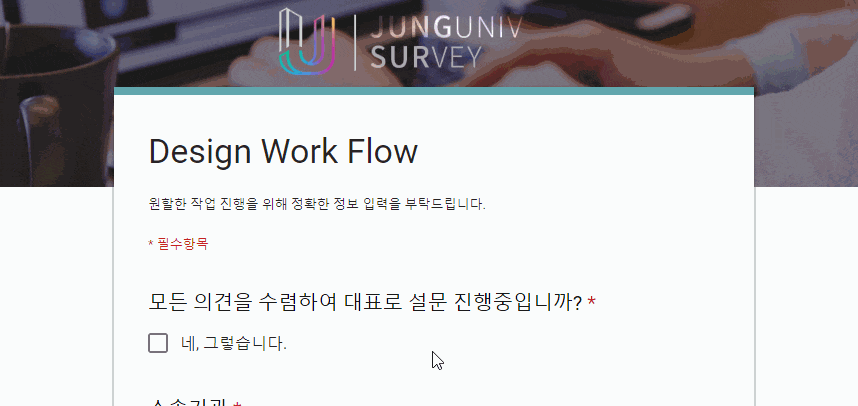 JUNGUNIV
SURVEY
Design Work Flow
원할한 작업 진행을 위해 정확한 정보 입력을 부탁드립니다.
* 필수항목
모든 의견을 수렴하여 대표로 설문 진행중입니까? *
네, 그렇습니다.